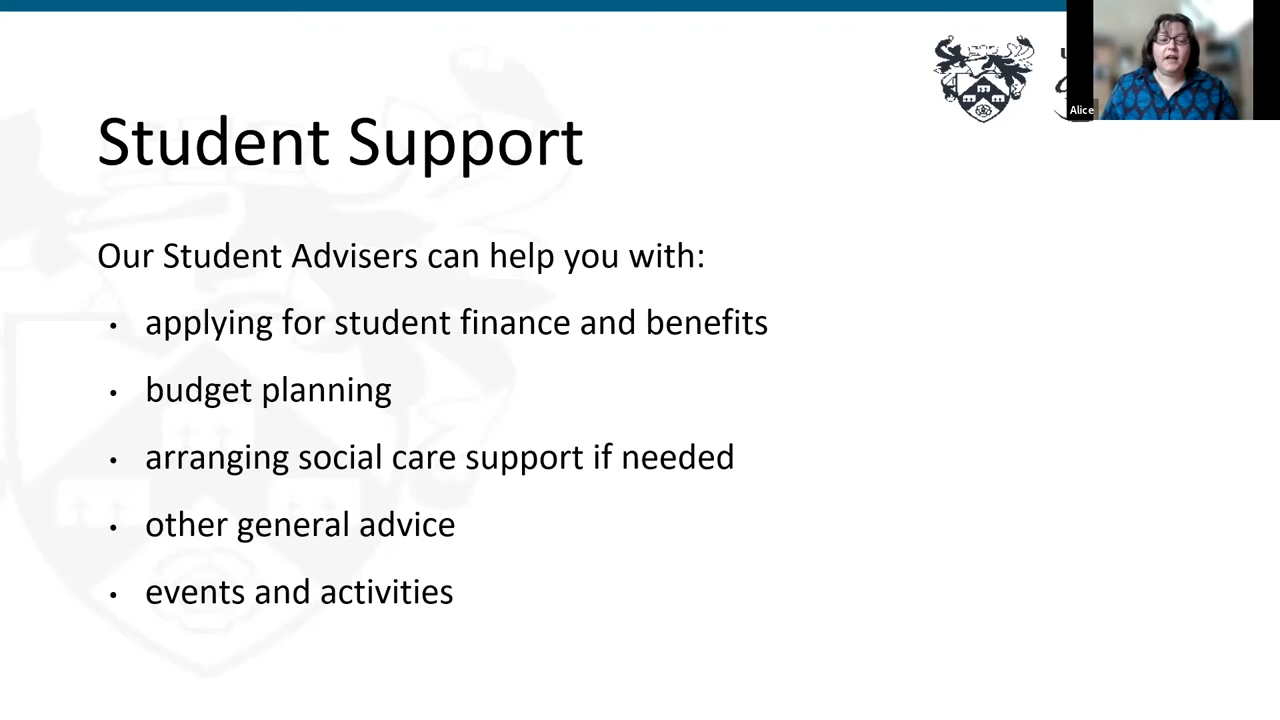 Alice
Student Support
Our Student Advisers can help you with:
• applying for student finance and benefits
• budget planning
• arranging social care support if needed
• other general advice
• events and activities